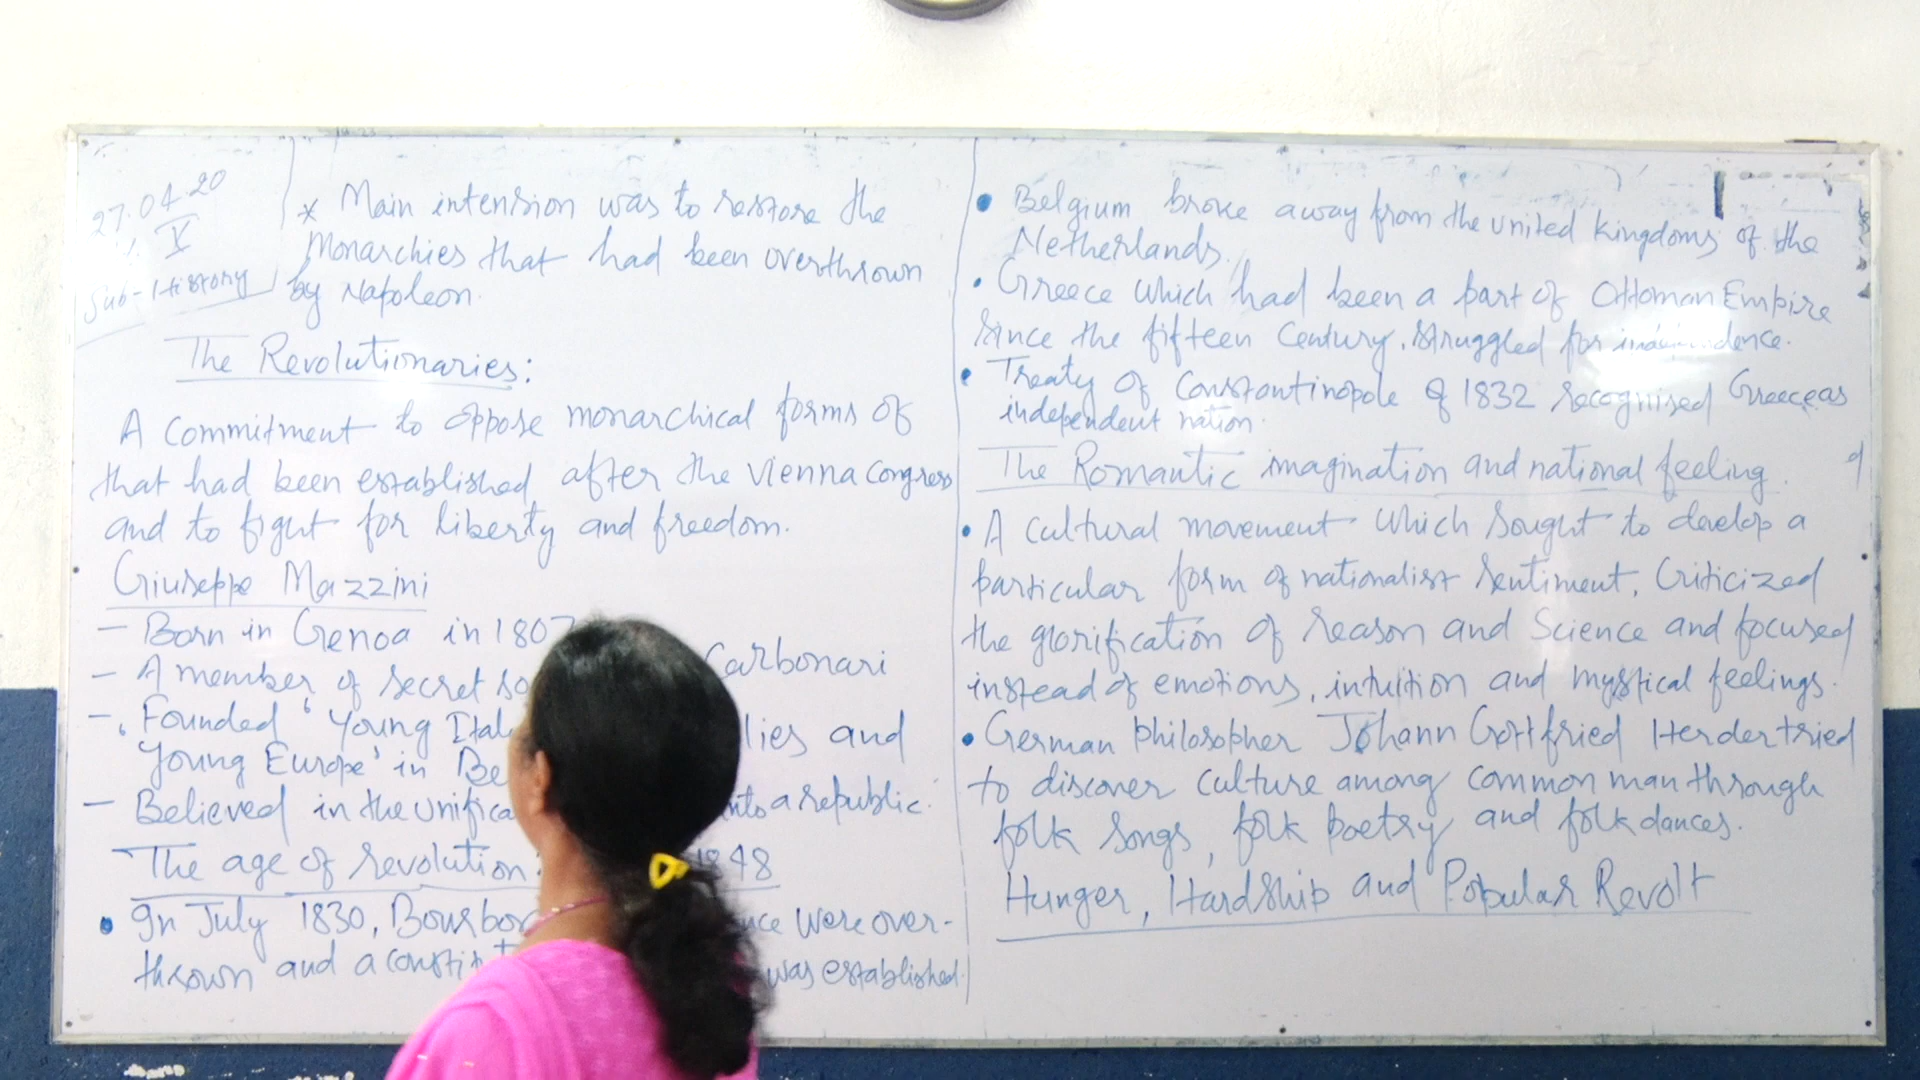 27.04.20
V
Sub-History
* Main intension was to restore the
Monarchies that had been overthrown
by Napoleon.
The Revolutionaries:
A commitment to oppose monarchical forms of
that had been established after the Vienna Congress
and to fight for liberty and freedom.
Giuseppe Mazzini
- Born in Genoa in 1807
- A member of secret so Carbonari
- Founded 'Young Ital lies and
Young Europe' in Be
- Believed in the unifica into a republic.
The age of revolution: 1848
• In July 1830, Bourbo nce were over-
thrown and a constit was established.
• Belgium broke away from the united kingdoms of the
Netherlands.
• Greece which had been a part of Ottoman Empire
since the fifteen Century, struggled for independence.
• Treaty of Constantinople of 1832 recognised Greece as
independent nation.
The Romantic imagination and national feeling.
• A cultural movement which sought to develop a
particular form of nationalist sentiment. Criticized
the glorification of reason and Science and focused
instead of emotions, intuition and mystical feelings.
• German philosopher Johann Gottfried Herder tried
to discover culture among common man through
folk songs, folk poetry and folk dances.
Hunger, Hardship and Popular Revolt